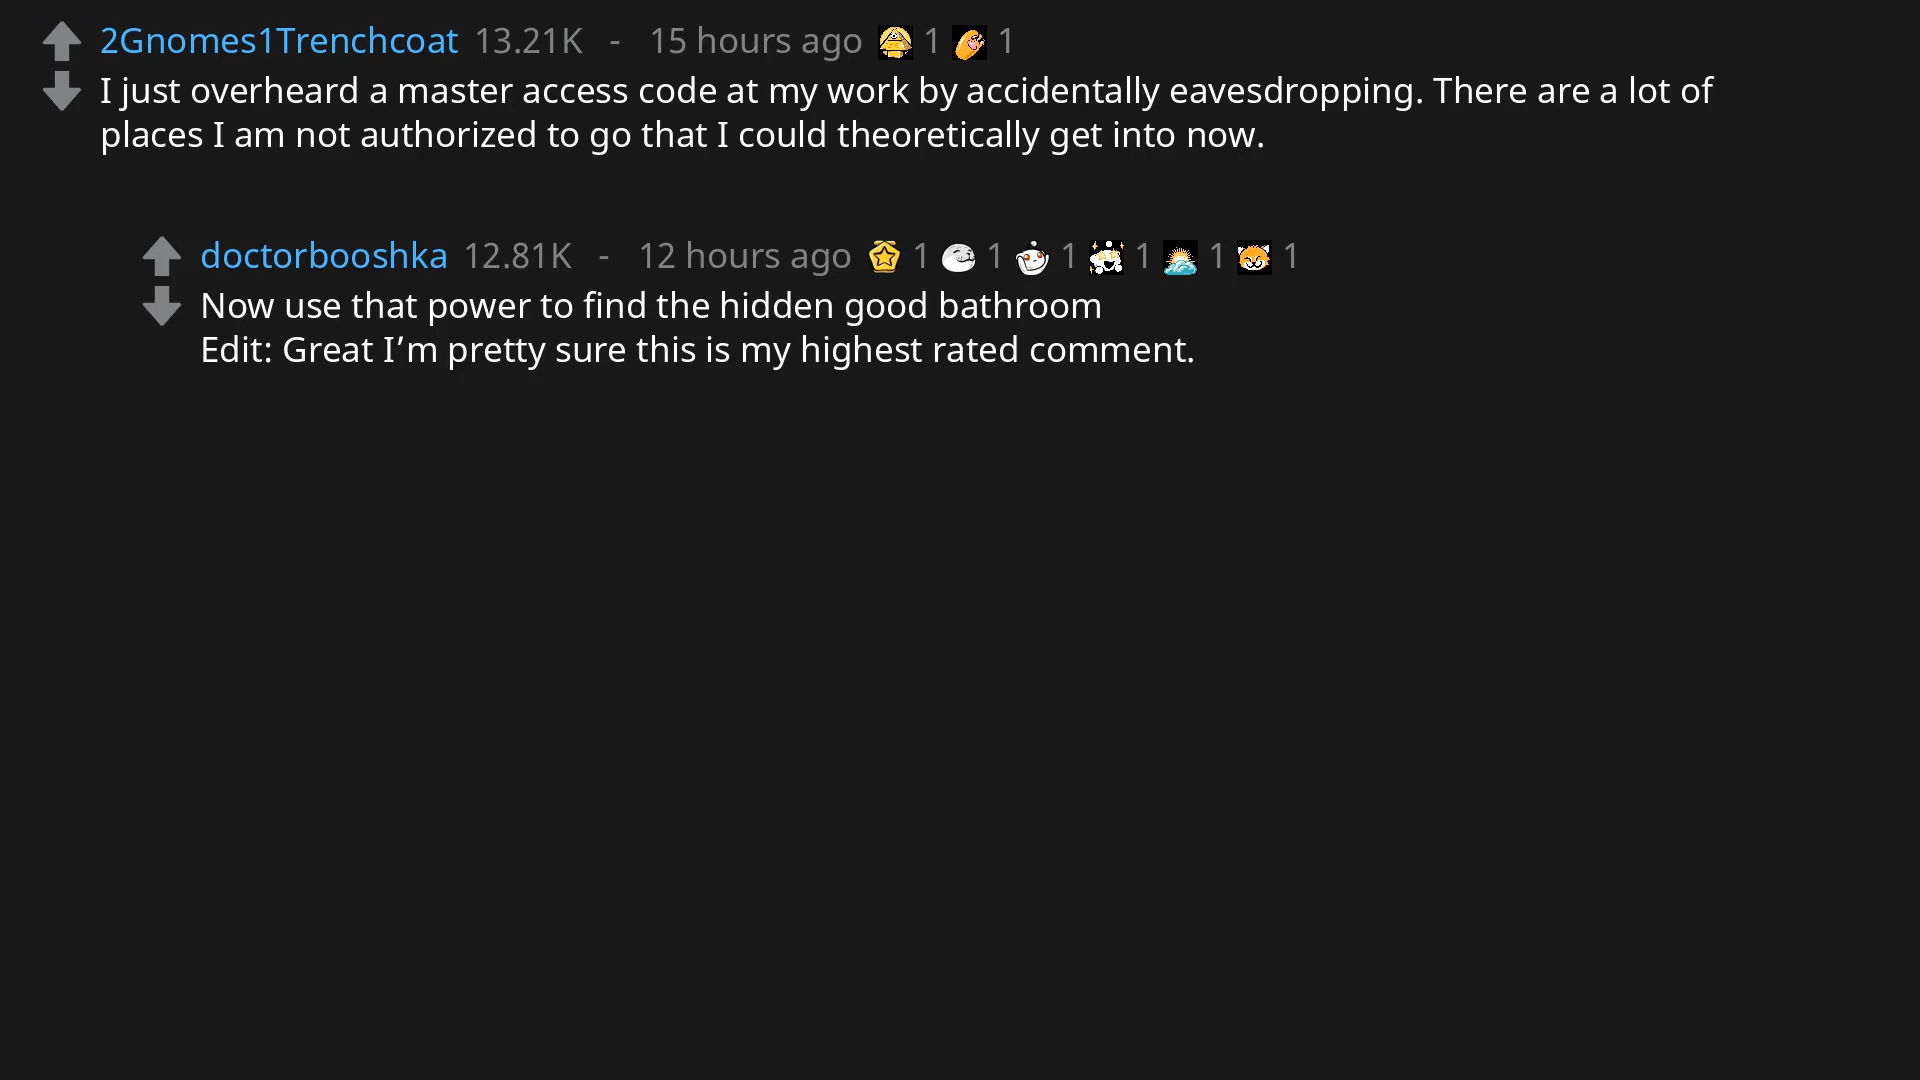 2Gnomes1Trenchcoat 13.21K - 15 hours ago 1 1
I just overheard a master access code at my work by accidentally eavesdropping. There are a lot of
places I am not authorized to go that I could theoretically get into now.
doctorbooshka 12.81K - 12 hours ago 1 1 1 1 1 1
Now use that power to find the hidden good bathroom
Edit: Great I’m pretty sure this is my highest rated comment.